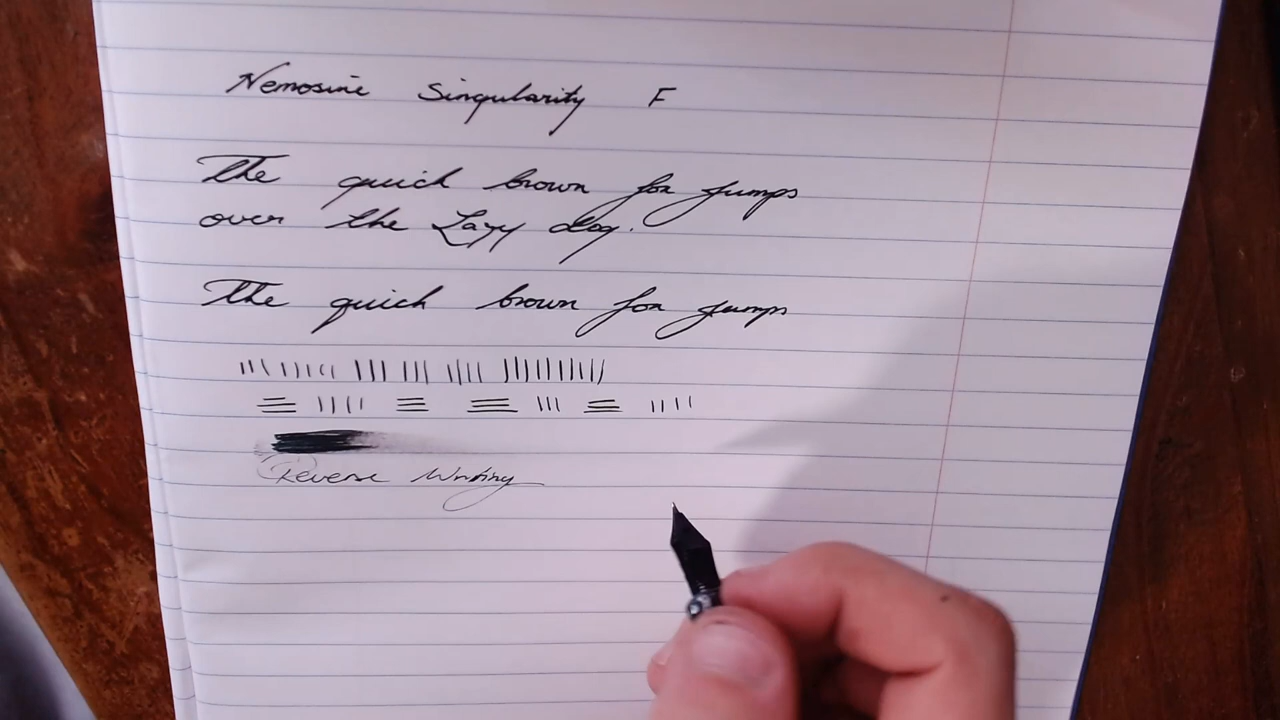 Nemosine Singularity F
The quick brown fox jumps
over the Lazy dog.
The quick brown fox jumps
Reverse Writing